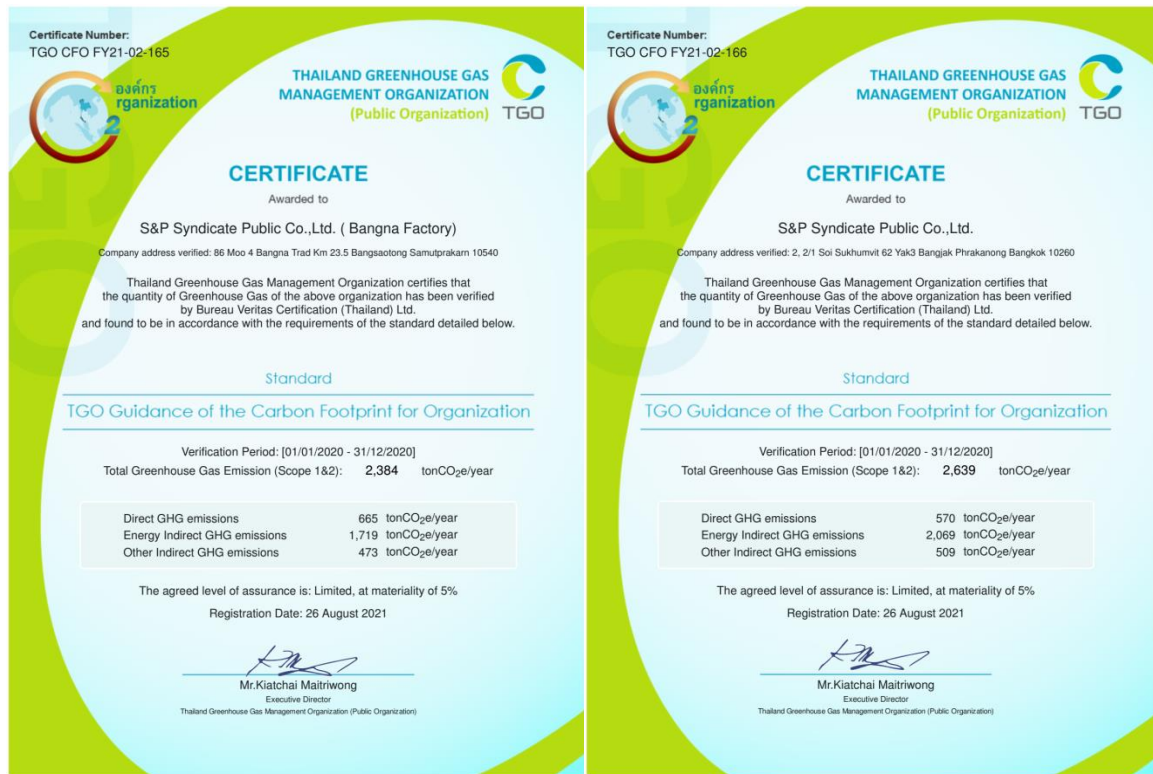 Certificate Number:
TGO CFO FY21-02-165
องค์กร
rganization
2
THAILAND GREENHOUSE GAS
MANAGEMENT ORGANIZATION
(Public Organization)
TGO
CERTIFICATE
Awarded to
S&P Syndicate Public Co.,Ltd. ( Bangna Factory)
Company address verified: 86 Moo 4 Bangna Trad Km 23.5 Bangsaotong Samutprakarn 10540
Thailand Greenhouse Gas Management Organization certifies that
the quantity of Greenhouse Gas of the above organization has been verified
by Bureau Veritas Certification (Thailand) Ltd.
and found to be in accordance with the requirements of the standard detailed below.
Standard
TGO Guidance of the Carbon Footprint for Organization
Verification Period: [01/01/2020 - 31/12/2020]
Total Greenhouse Gas Emission (Scope 1&2): 2,384 tonCO2e/year
Direct GHG emissions 665 tonCO2e/year
Energy Indirect GHG emissions 1,719 tonCO2e/year
Other Indirect GHG emissions 473 tonCO2e/year
The agreed level of assurance is: Limited, at materiality of 5%
Registration Date: 26 August 2021
Mr.Kiatchai Maitriwong
Executive Director
Thailand Greenhouse Gas Management Organization (Public Organization)
Certificate Number:
TGO CFO FY21-02-166
องค์กร
rganization
2
THAILAND GREENHOUSE GAS
MANAGEMENT ORGANIZATION
(Public Organization)
TGO
CERTIFICATE
Awarded to
S&P Syndicate Public Co.,Ltd.
Company address verified: 2, 2/1 Soi Sukhumvit 62 Yak3 Bangjak Phrakanong Bangkok 10260
Thailand Greenhouse Gas Management Organization certifies that
the quantity of Greenhouse Gas of the above organization has been verified
by Bureau Veritas Certification (Thailand) Ltd.
and found to be in accordance with the requirements of the standard detailed below.
Standard
TGO Guidance of the Carbon Footprint for Organization
Verification Period: [01/01/2020 - 31/12/2020]
Total Greenhouse Gas Emission (Scope 1&2): 2,639 tonCO2e/year
Direct GHG emissions 570 tonCO2e/year
Energy Indirect GHG emissions 2,069 tonCO2e/year
Other Indirect GHG emissions 509 tonCO2e/year
The agreed level of assurance is: Limited, at materiality of 5%
Registration Date: 26 August 2021
Mr.Kiatchai Maitriwong
Executive Director
Thailand Greenhouse Gas Management Organization (Public Organization)